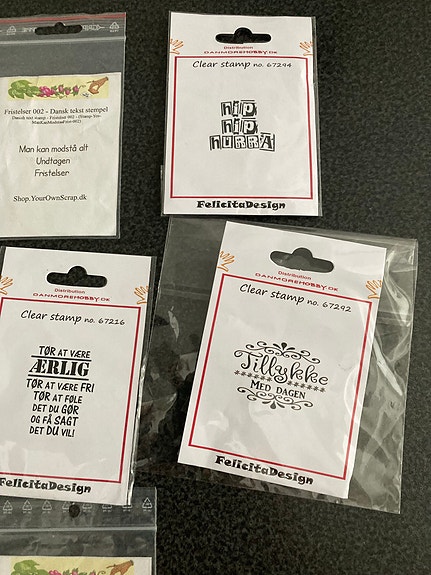 Fristelser 002 - Dansk tekst stempel
Man kan modstå alt
Undtagen
Fristelser
Shop.YourOwnScrap.dk
Distribution
DANMOREHOBBY.DK
Clear stamp no. 67294
hip
hip
HURRA
FelicitaDesign
Distribution
DANMOREHOBBY.DK
Clear stamp no. 67216
TØR AT VÆRE
ÆRLIG
TØR AT VÆRE FRI
TØR AT FØLE
DET DU GØR
OG FÅ SAGT
DET DU VIL!
FelicitaDesign
Distribution
DANMOREHOBBY.DK
Clear stamp no. 67292
Tillykke
MED DAGEN
FelicitaDesign